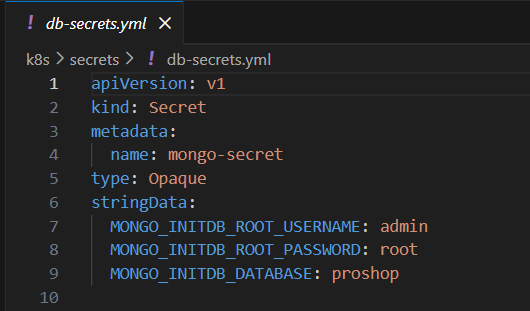 ! db-secrets.yml ×
k8s > secrets > ! db-secrets.yml
1 apiVersion: v1
2 kind: Secret
3 metadata:
4   name: mongo-secret
5 type: Opaque
6 stringData:
7   MONGO_INITDB_ROOT_USERNAME: admin
8   MONGO_INITDB_ROOT_PASSWORD: root
9   MONGO_INITDB_DATABASE: proshop
10